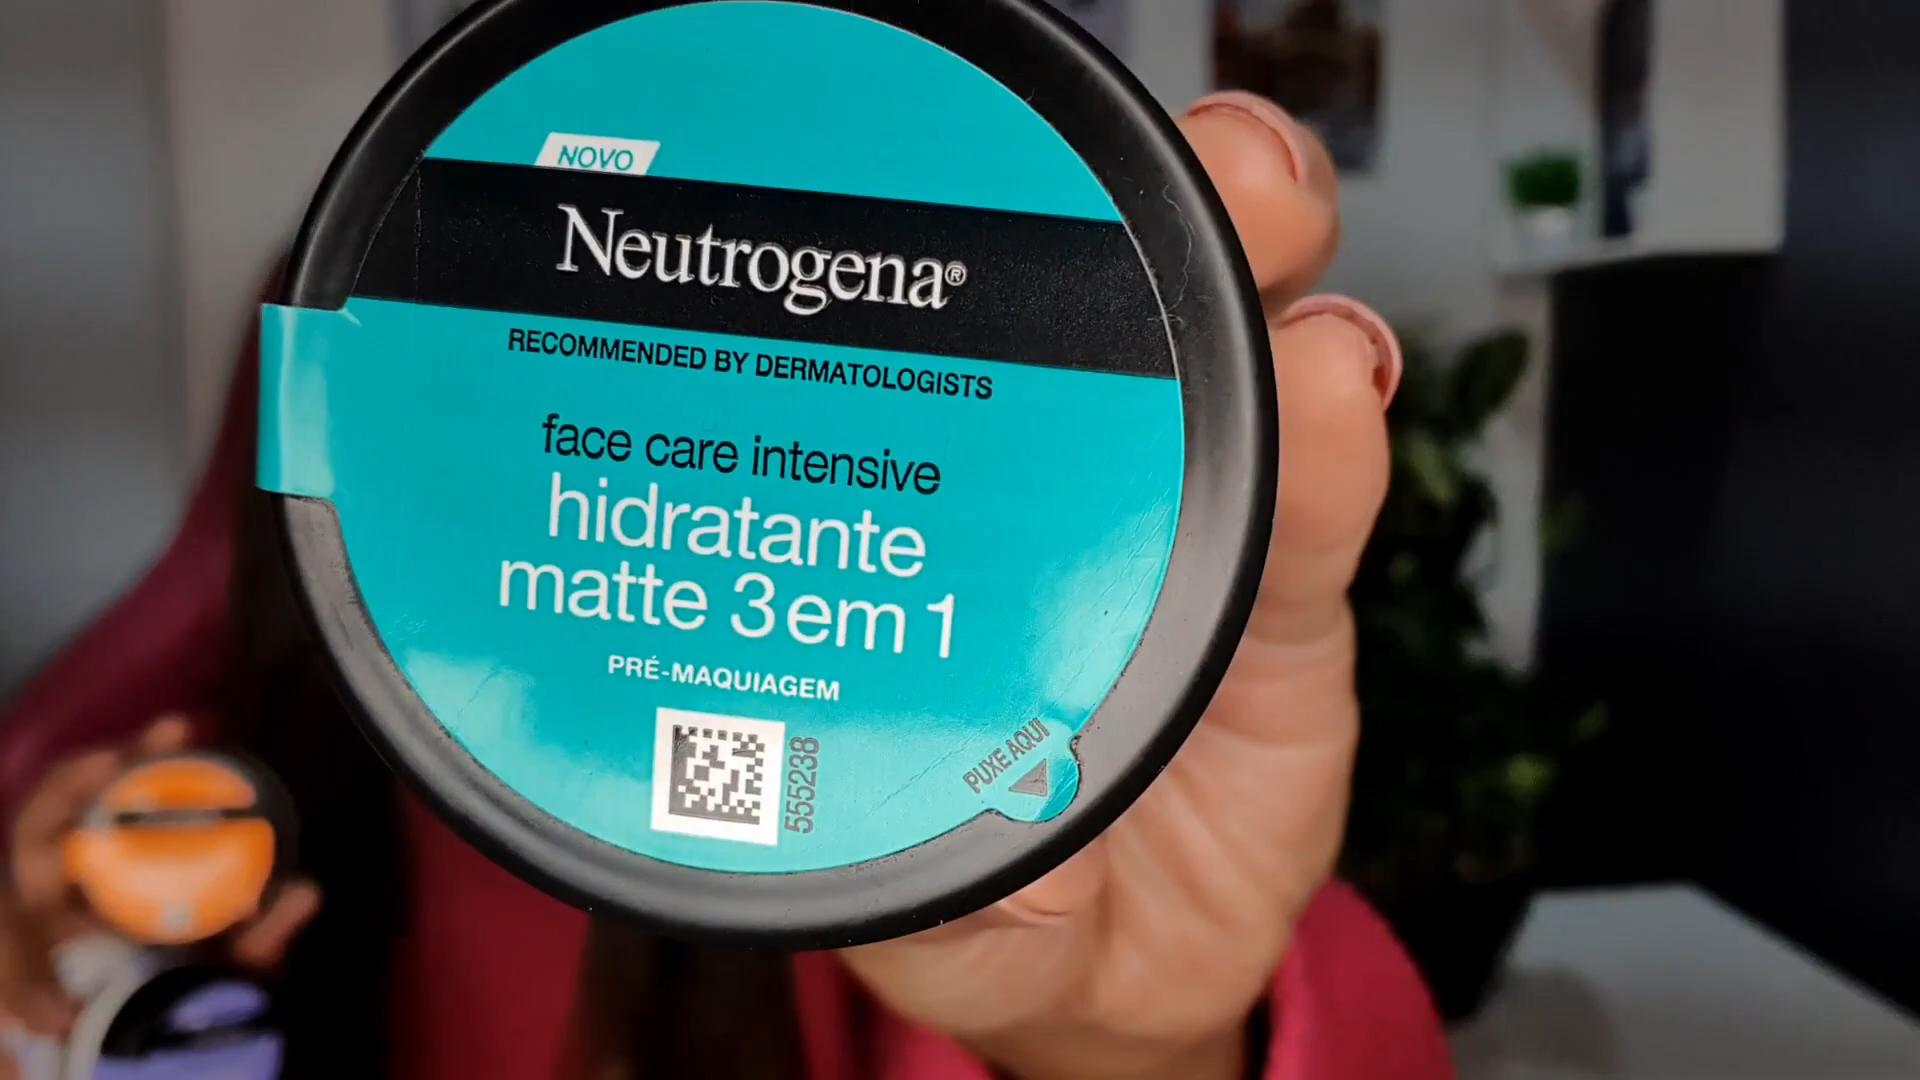 NOVO
Neutrogena®
RECOMMENDED BY DERMATOLOGISTS
face care intensive
hidratante
matte 3 em 1
PRÉ-MAQUIAGEM
555238
PUXE AQUI